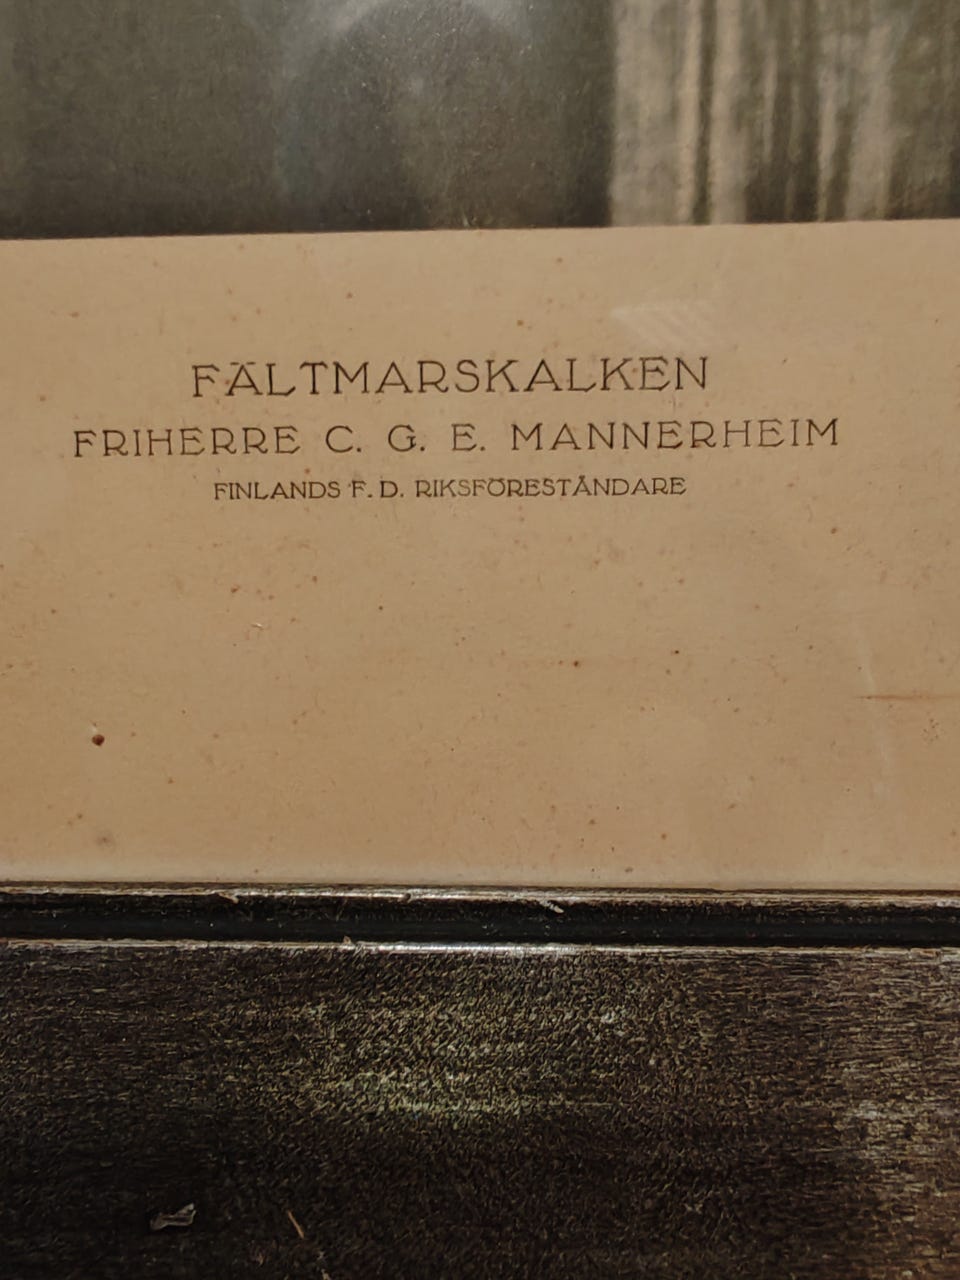 FÄLTMARSKALKEN
FRIHERRE C. G. E. MANNERHEIM
FINLANDS F. D. RIKSFÖRESTÅNDARE